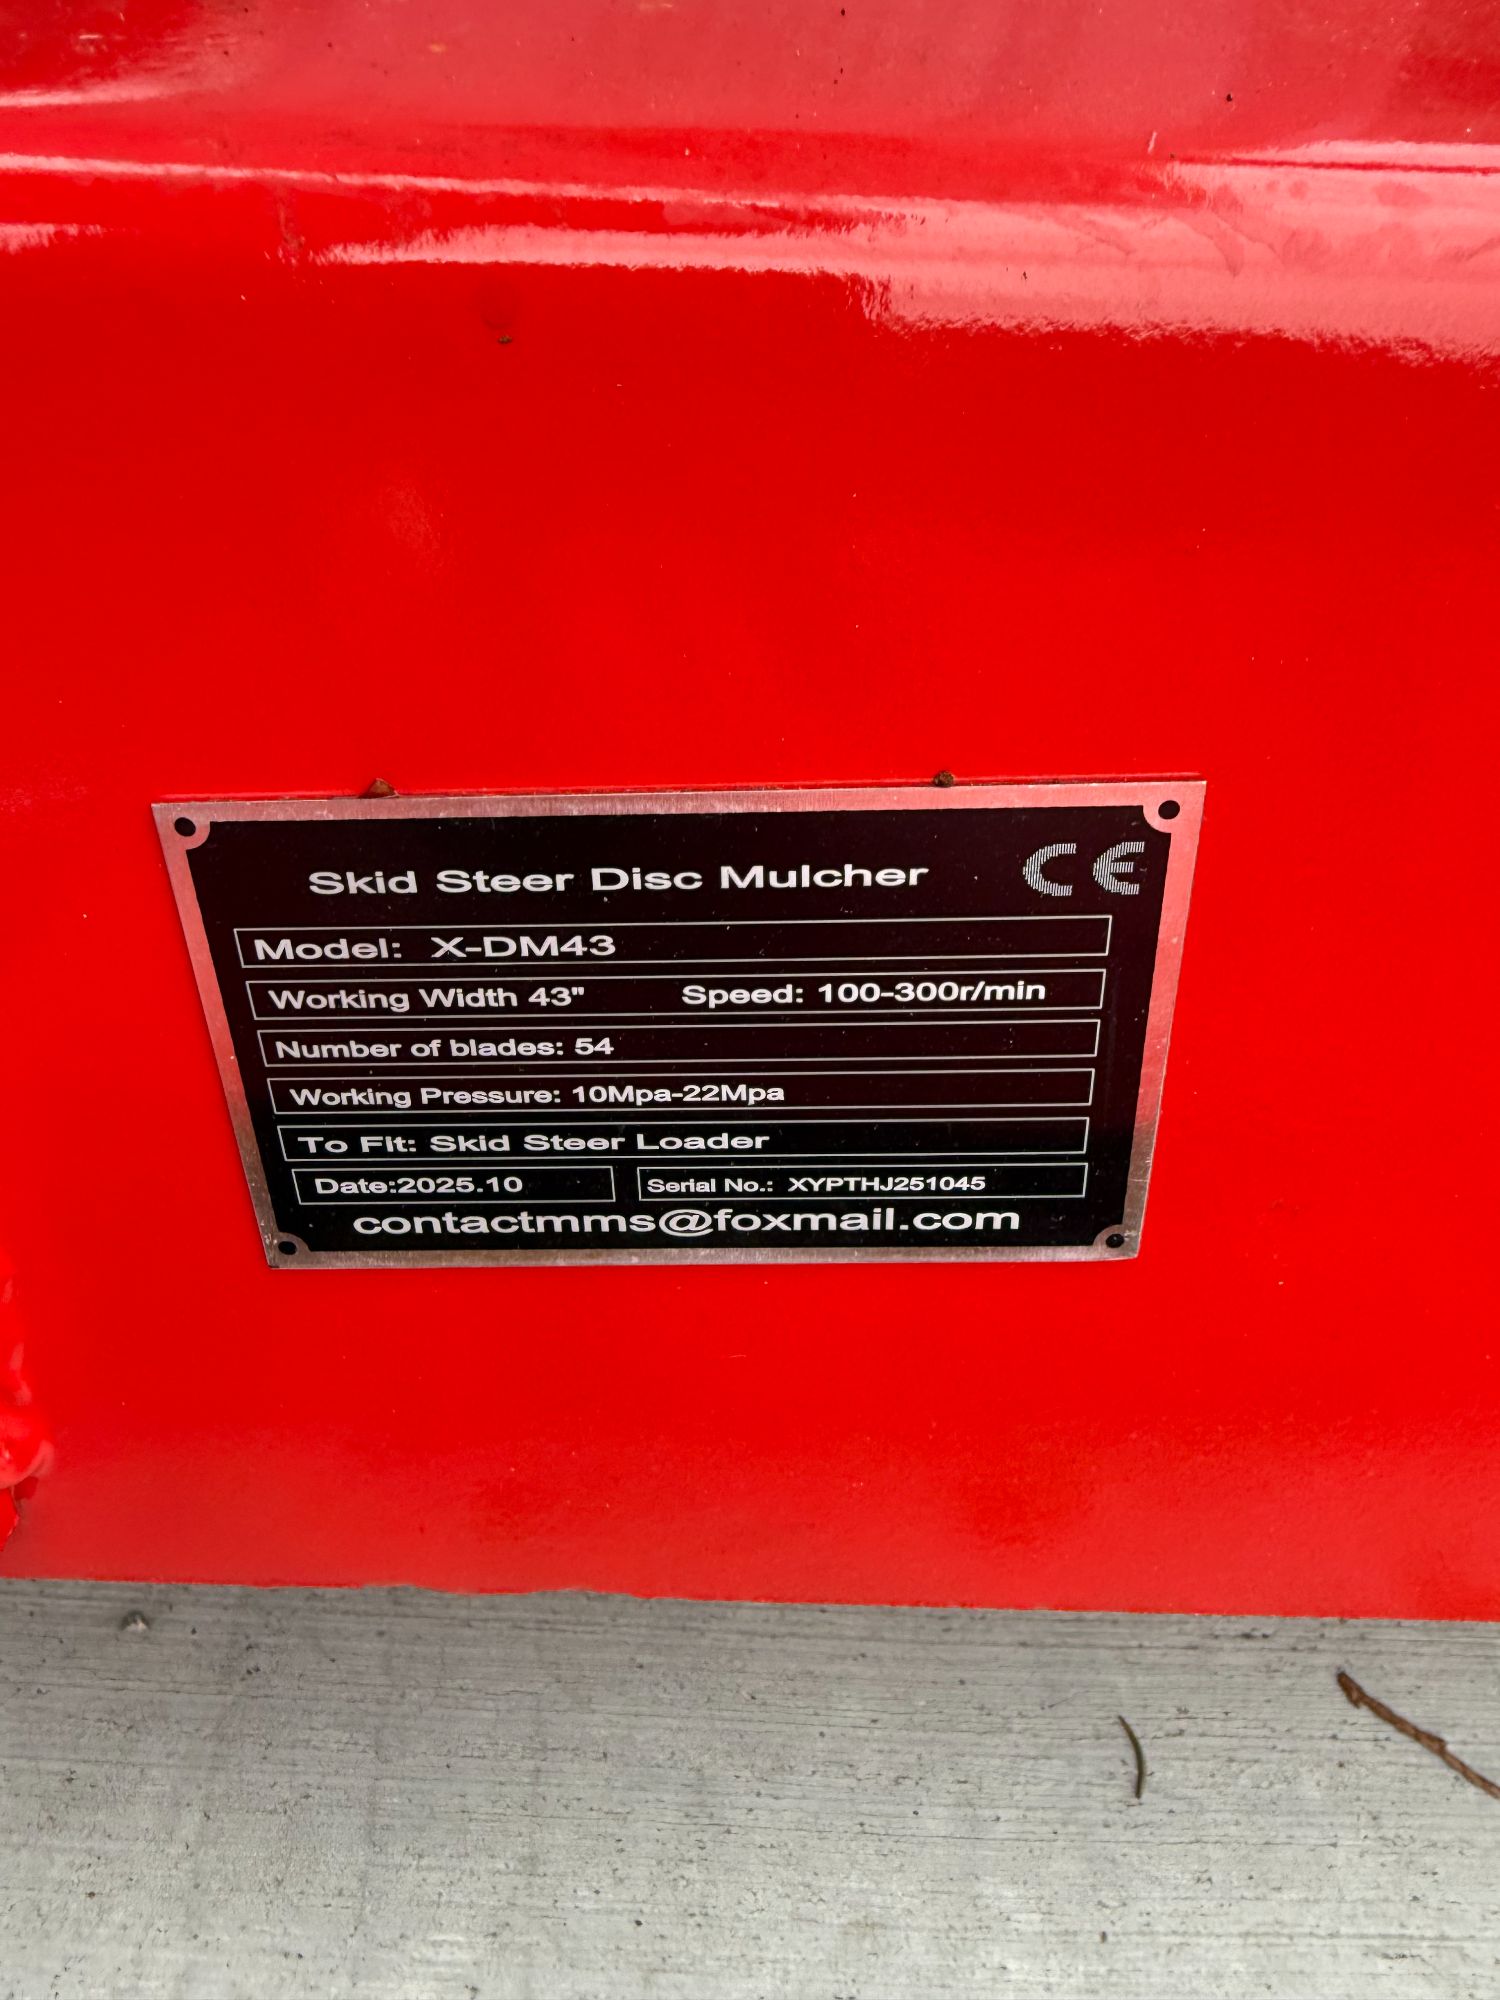 Skid Steer Disc Mulcher CE
Model: X-DM43
Working Width 43" Speed: 100-300r/min
Number of blades: 54
Working Pressure: 10Mpa-22Mpa
To Fit: Skid Steer Loader
Date:2025.10 Serial No.: XYPTHJ251045
contactmms@foxmail.com